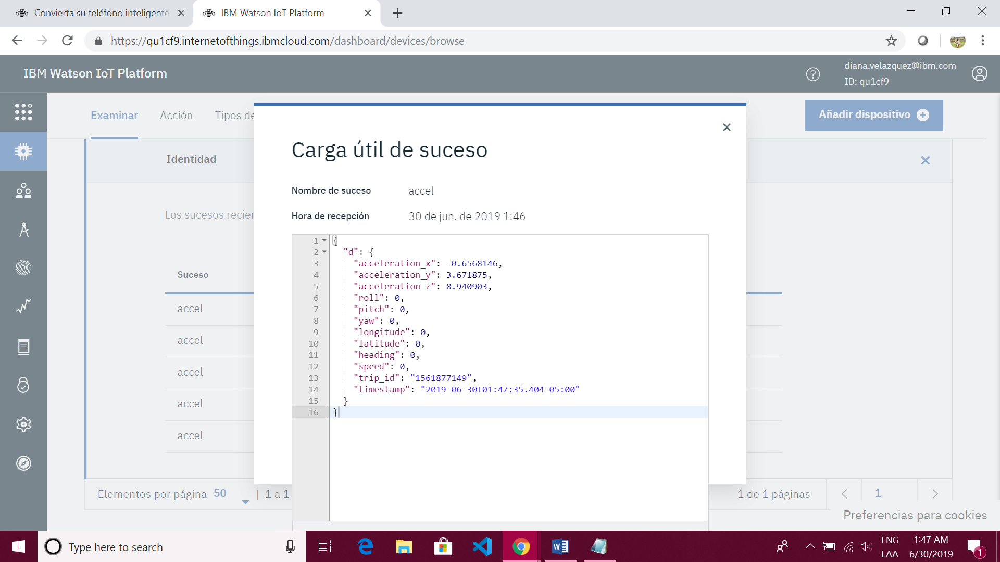 Convierta su teléfono inteligente
IBM Watson IoT Platform
https://qu1cf9.internetofthings.ibmcloud.com/dashboard/devices/browse
IBM Watson IoT Platform
diana.velazquez@ibm.com
ID: qu1cf9
Examinar
Acción
Tipos de
Añadir dispositivo
Identidad
Los sucesos recien
Suceso
accel
accel
accel
accel
accel
Carga útil de suceso
Nombre de suceso accel
Hora de recepción 30 de jun. de 2019 1:46
1 {
2 "d": {
3 "acceleration_x": -0.6568146,
4 "acceleration_y": 3.671875,
5 "acceleration_z": 8.940903,
6 "roll": 0,
7 "pitch": 0,
8 "yaw": 0,
9 "longitude": 0,
10 "latitude": 0,
11 "heading": 0,
12 "speed": 0,
13 "trip_id": "1561877149",
14 "timestamp": "2019-06-30T01:47:35.404-05:00"
15 }
16 }
Elementos por página 50 | 1 a 1
1 de 1 páginas
1
Preferencias para cookies
Type here to search
ENG
LAA
1:47 AM
6/30/2019
1